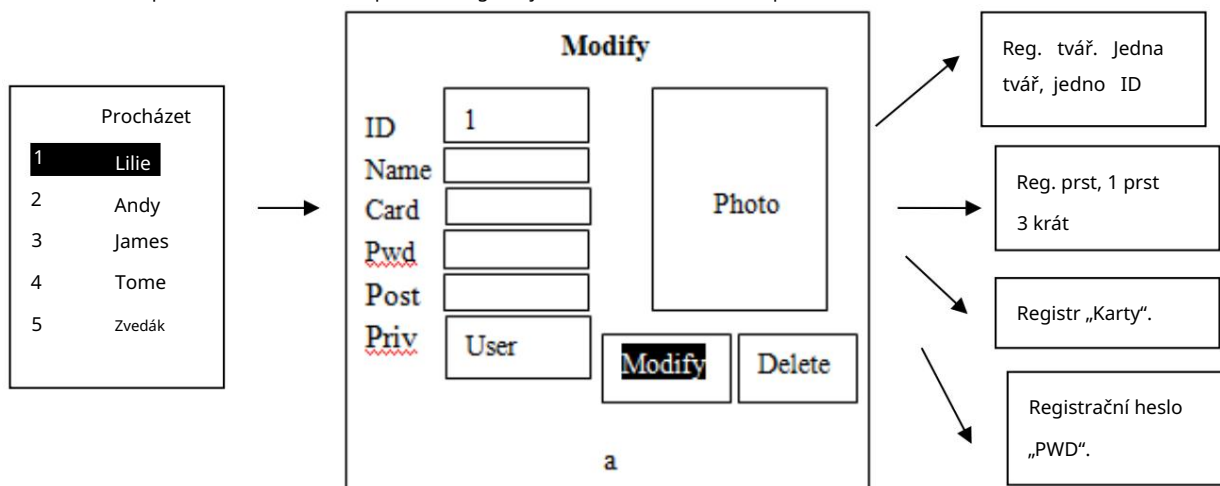 Procházet
1 Lilie
2 Andy
3 James
4 Tome
5 Zvedák
Modify
ID 1
Name
Card
Pwd
Post
Priv User
Photo
Modify Delete
a
Reg. tvář. Jedna
tvář, jedno ID
Reg. prst, 1 prst
3 krát
Registr „Karty“.
Registrační heslo
„PWD“.